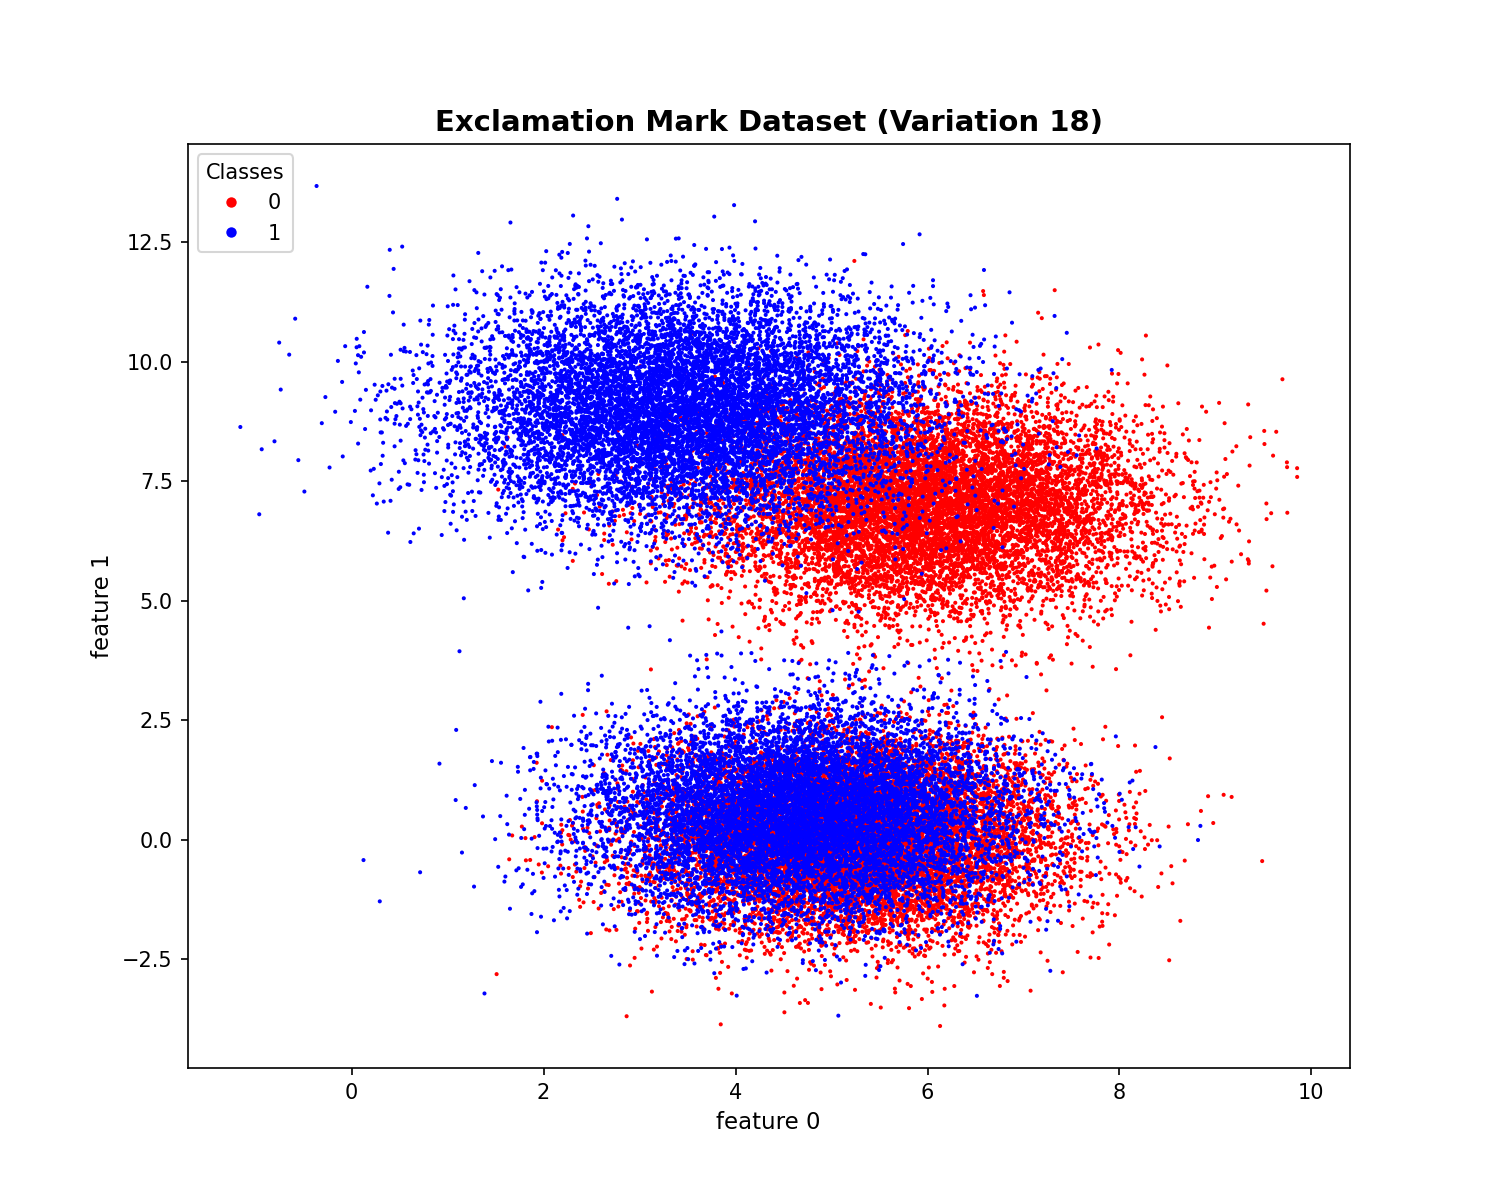 Exclamation Mark Dataset (Variation 18)
Classes
0
1
12.5
10.0
7.5
5.0
2.5
0.0
−2.5
feature 1
0 2 4 6 8 10
feature 0